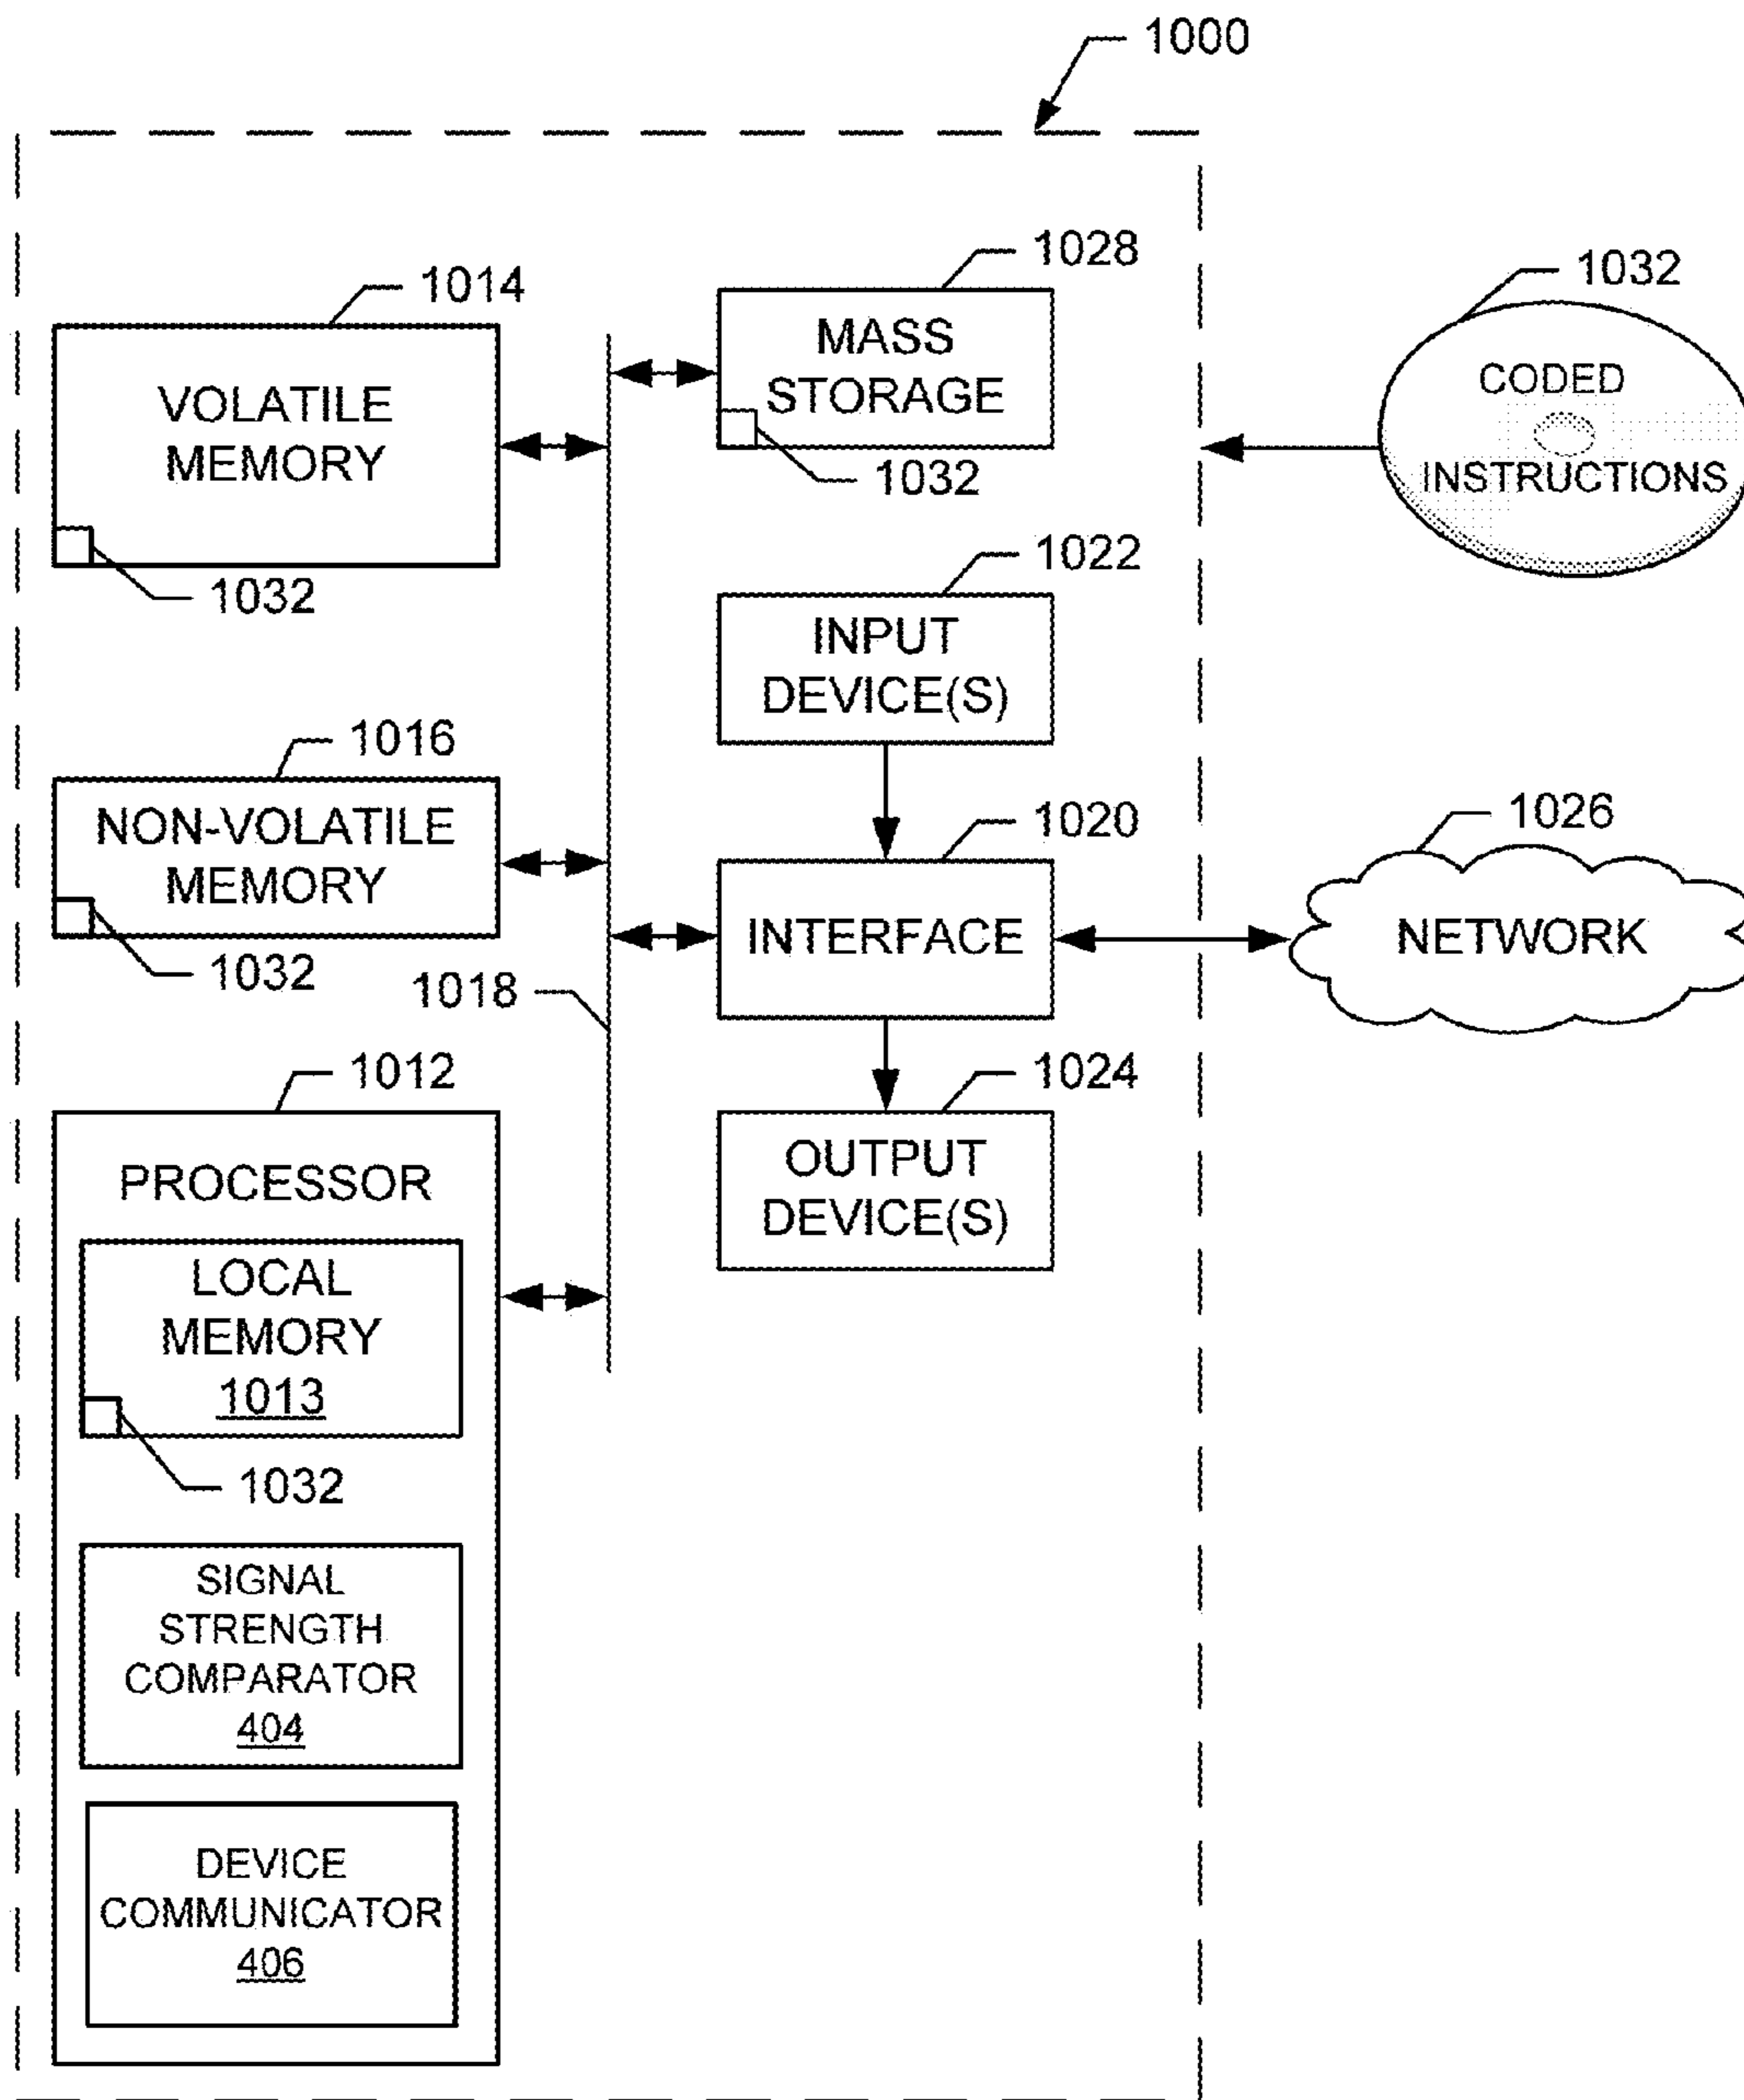 1000
1014
VOLATILE
MEMORY
1032
1028
MASS
STORAGE
1032
1032
CODED
INSTRUCTIONS
1022
INPUT
DEVICE(S)
1016
NON-VOLATILE
MEMORY
1032
1018
1020
INTERFACE
1026
NETWORK
1024
OUTPUT
DEVICE(S)
1012
PROCESSOR
LOCAL
MEMORY
1013
1032
SIGNAL
STRENGTH
COMPARATOR
404
DEVICE
COMMUNICATOR
406